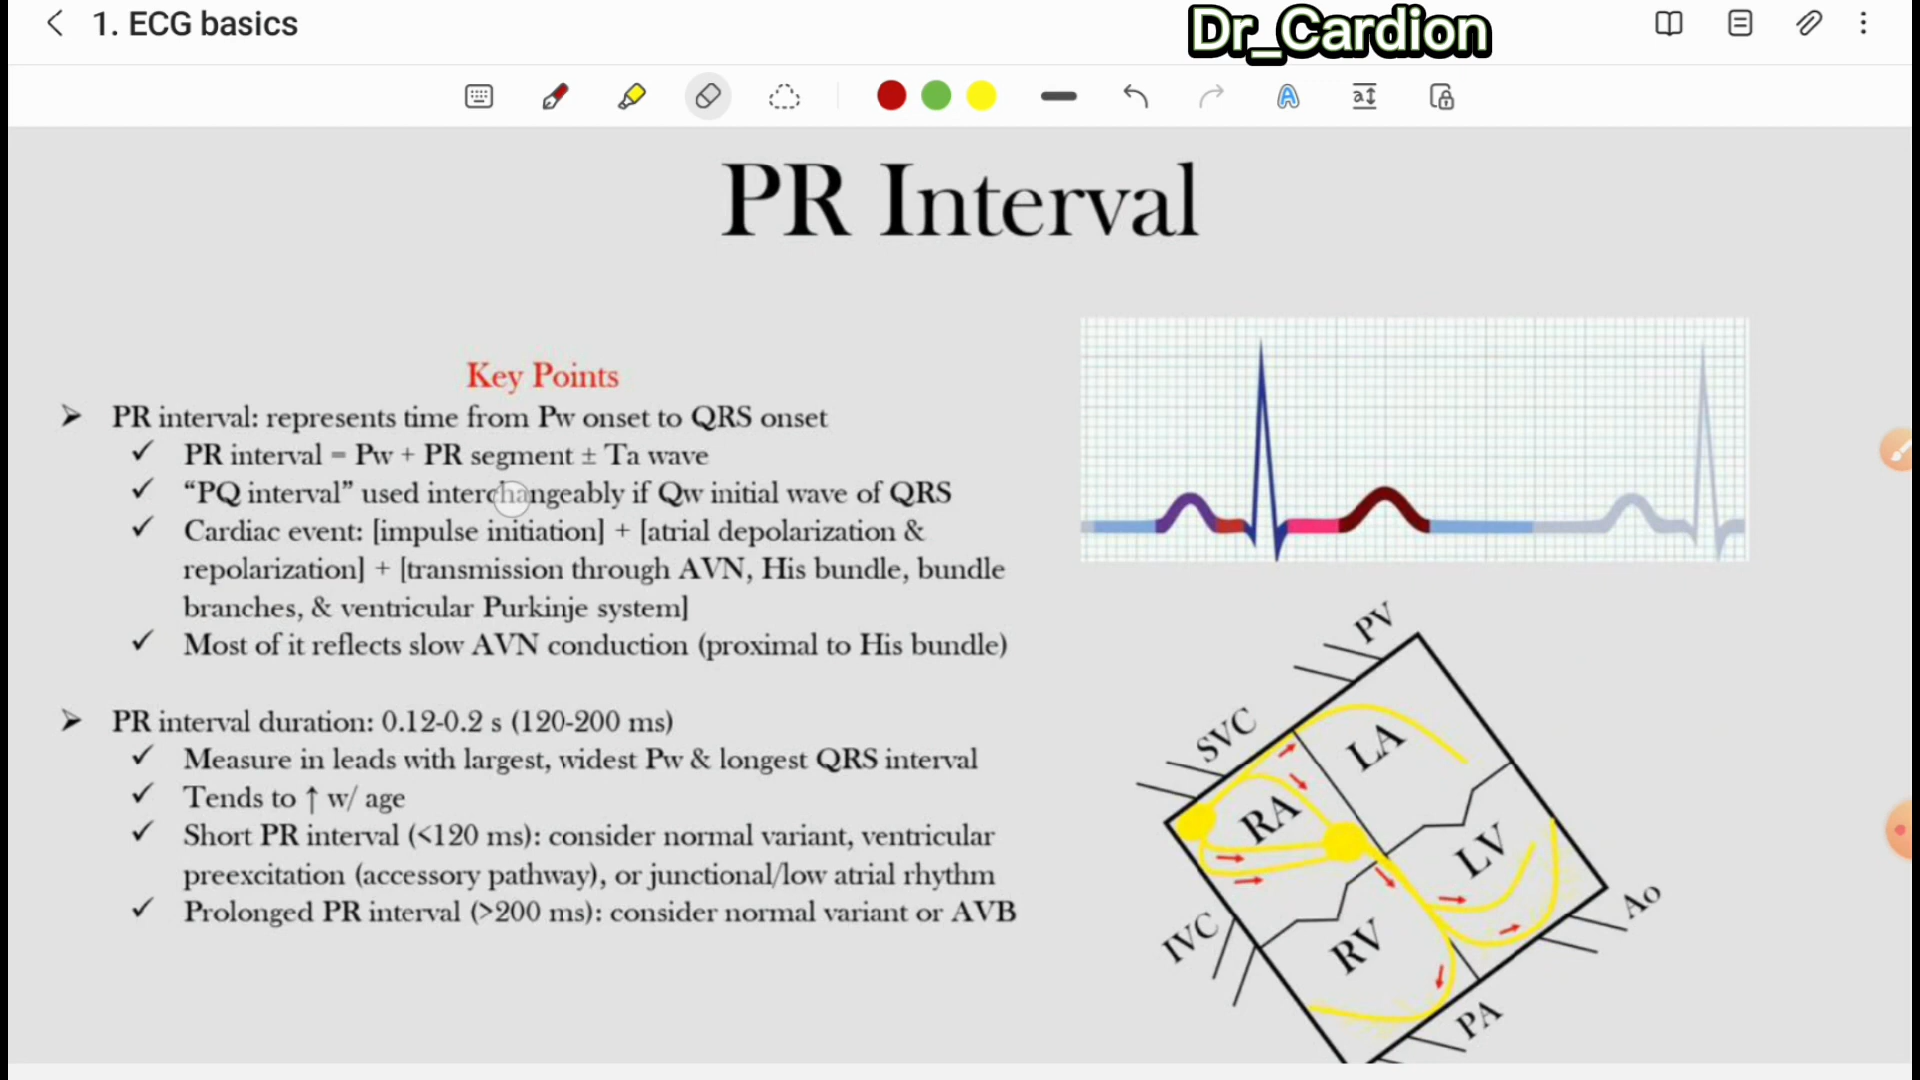 1. ECG basics
Dr_Cardion
PR Interval
Key Points
➤ PR interval: represents time from Pw onset to QRS onset
✓ PR interval = Pw + PR segment ± Ta wave
✓ “PQ interval” used interchangeably if Qw initial wave of QRS
✓ Cardiac event: [impulse initiation] + [atrial depolarization &
repolarization] + [transmission through AVN, His bundle, bundle
branches, & ventricular Purkinje system]
✓ Most of it reflects slow AVN conduction (proximal to His bundle)
➤ PR interval duration: 0.12-0.2 s (120-200 ms)
✓ Measure in leads with largest, widest Pw & longest QRS interval
✓ Tends to ↑ w/ age
✓ Short PR interval (<120 ms): consider normal variant, ventricular
preexcitation (accessory pathway), or junctional/low atrial rhythm
✓ Prolonged PR interval (>200 ms): consider normal variant or AVB
PV
SVC
LA
RA
LV
Ao
IVC
RV
PA